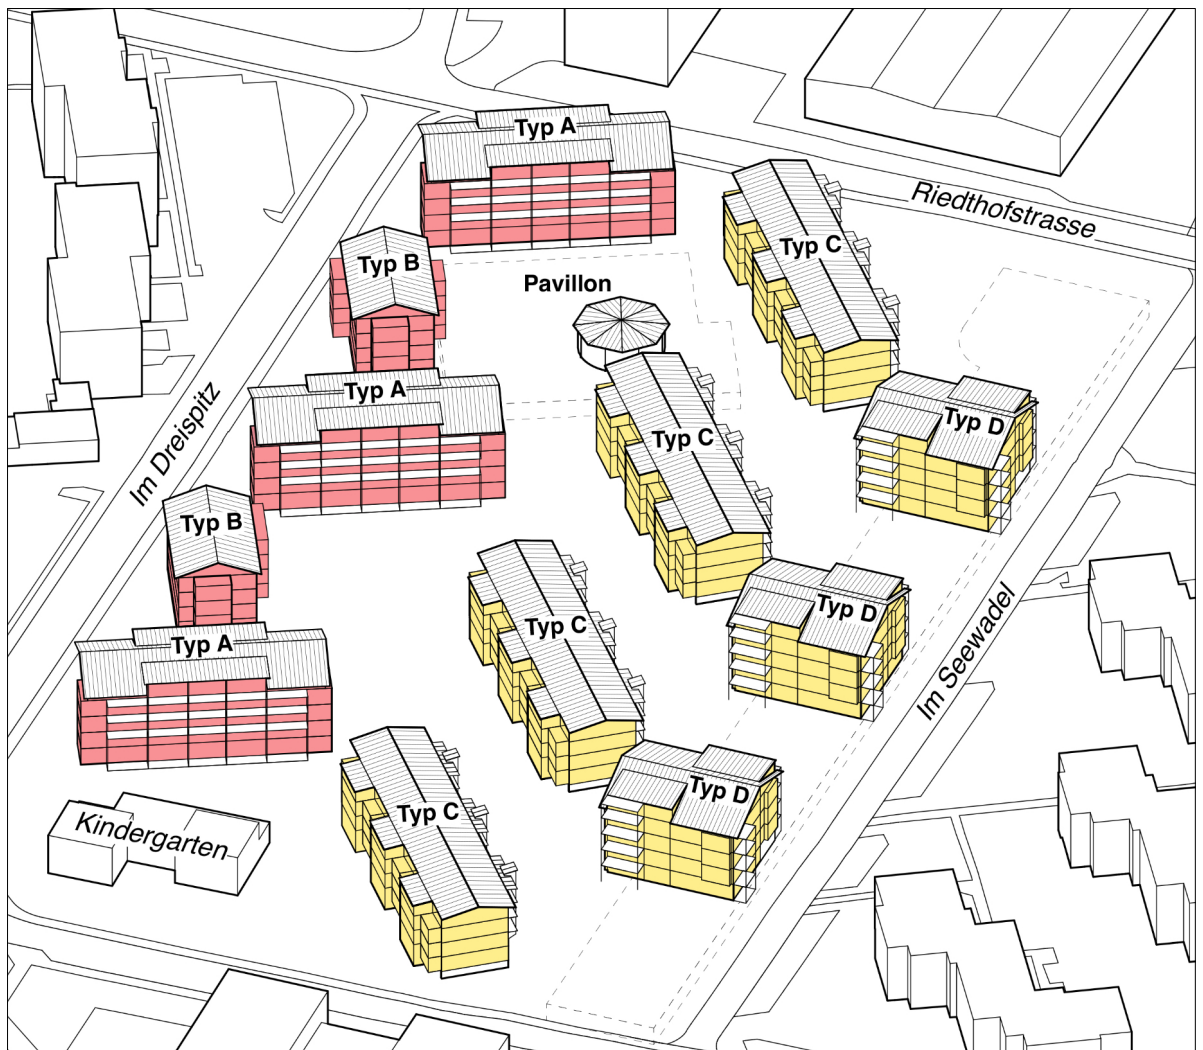 Typ A
Riedthofstrasse
Typ C
Typ B
Pavillon
Typ A
Typ D
Im Dreispitz
Typ C
Typ B
Typ D
Typ C
Typ A
Im Seewadel
Typ D
Typ C
Kindergarten